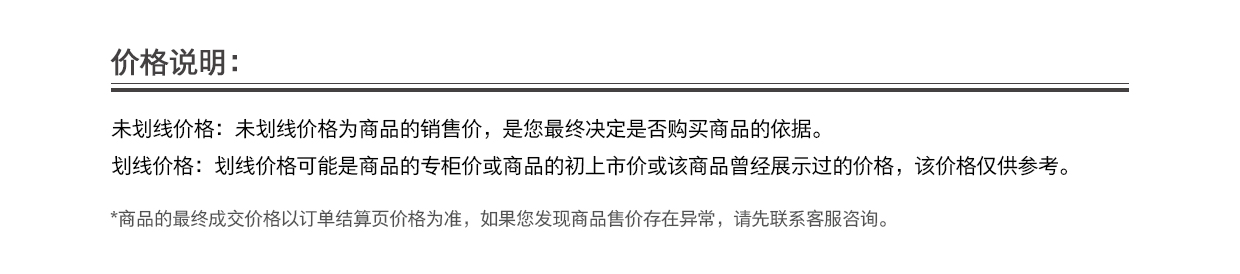 价格说明：
未划线价格：未划线价格为商品的销售价，是您最终决定是否购买商品的依据。
划线价格：划线价格可能是商品的专柜价或商品的初上市价或该商品曾经展示过的价格，该价格仅供参考。
*商品的最终成交价格以订单结算页价格为准，如果您发现商品售价存在异常，请先联系客服咨询。